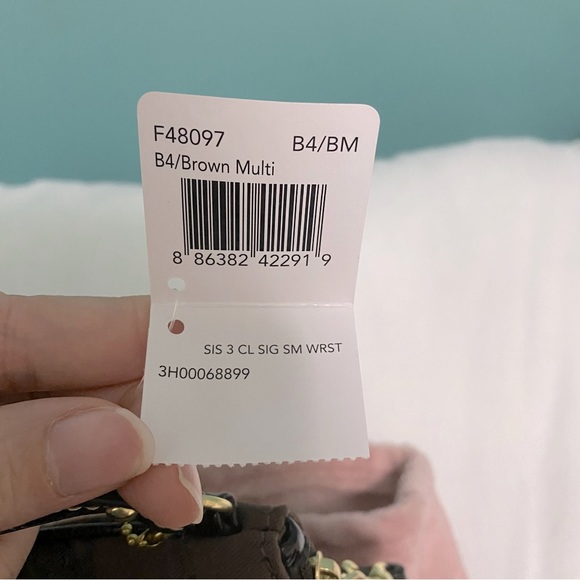 F48097 B4/BM
B4/Brown Multi
8 86382 42291 9
SIS 3 CL SIG SM WRST
3H00068899